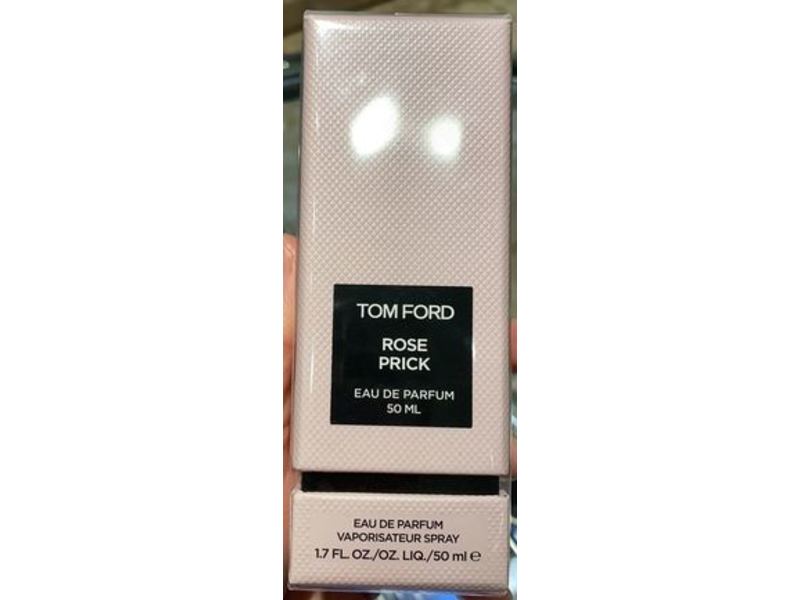 TOM FORD
ROSE
PRICK
EAU DE PARFUM
50 ML
EAU DE PARFUM
VAPORISATEUR SPRAY
1.7 FL. OZ./OZ. LIQ./50 ml ℮